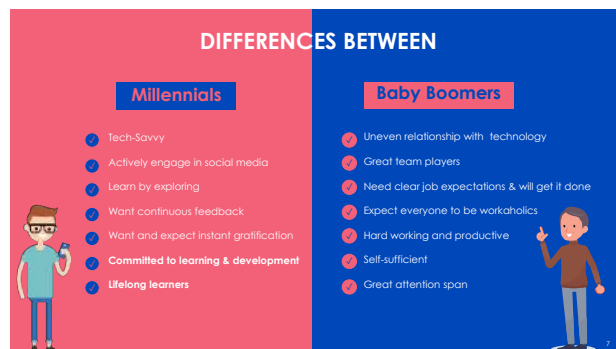 DIFFERENCES BETWEEN
Millennials
Tech-Savvy
Actively engage in social media
Learn by exploring
Want continuous feedback
Want and expect instant gratification
Committed to learning & development
Lifelong learners
Baby Boomers
Uneven relationship with technology
Great team players
Need clear job expectations & will get it done
Expect everyone to be workaholics
Hard working and productive
Self-sufficient
Great attention span
7